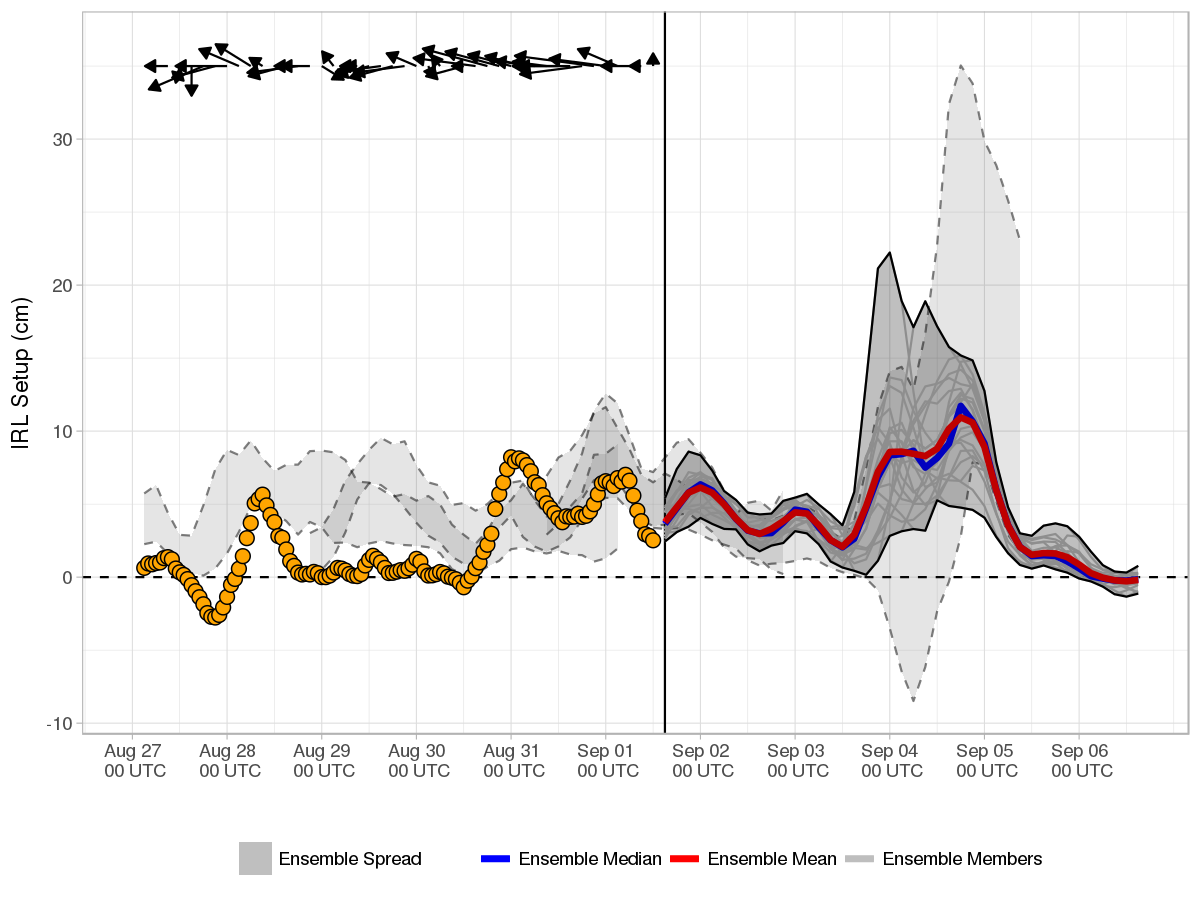 IRL Setup (cm)
30
20
10
0
-10
Aug 27 Aug 28 Aug 29 Aug 30 Aug 31 Sep 01 Sep 02 Sep 03 Sep 04 Sep 05 Sep 06
00 UTC 00 UTC 00 UTC 00 UTC 00 UTC 00 UTC 00 UTC 00 UTC 00 UTC 00 UTC 00 UTC
Ensemble Spread Ensemble Median Ensemble Mean Ensemble Members